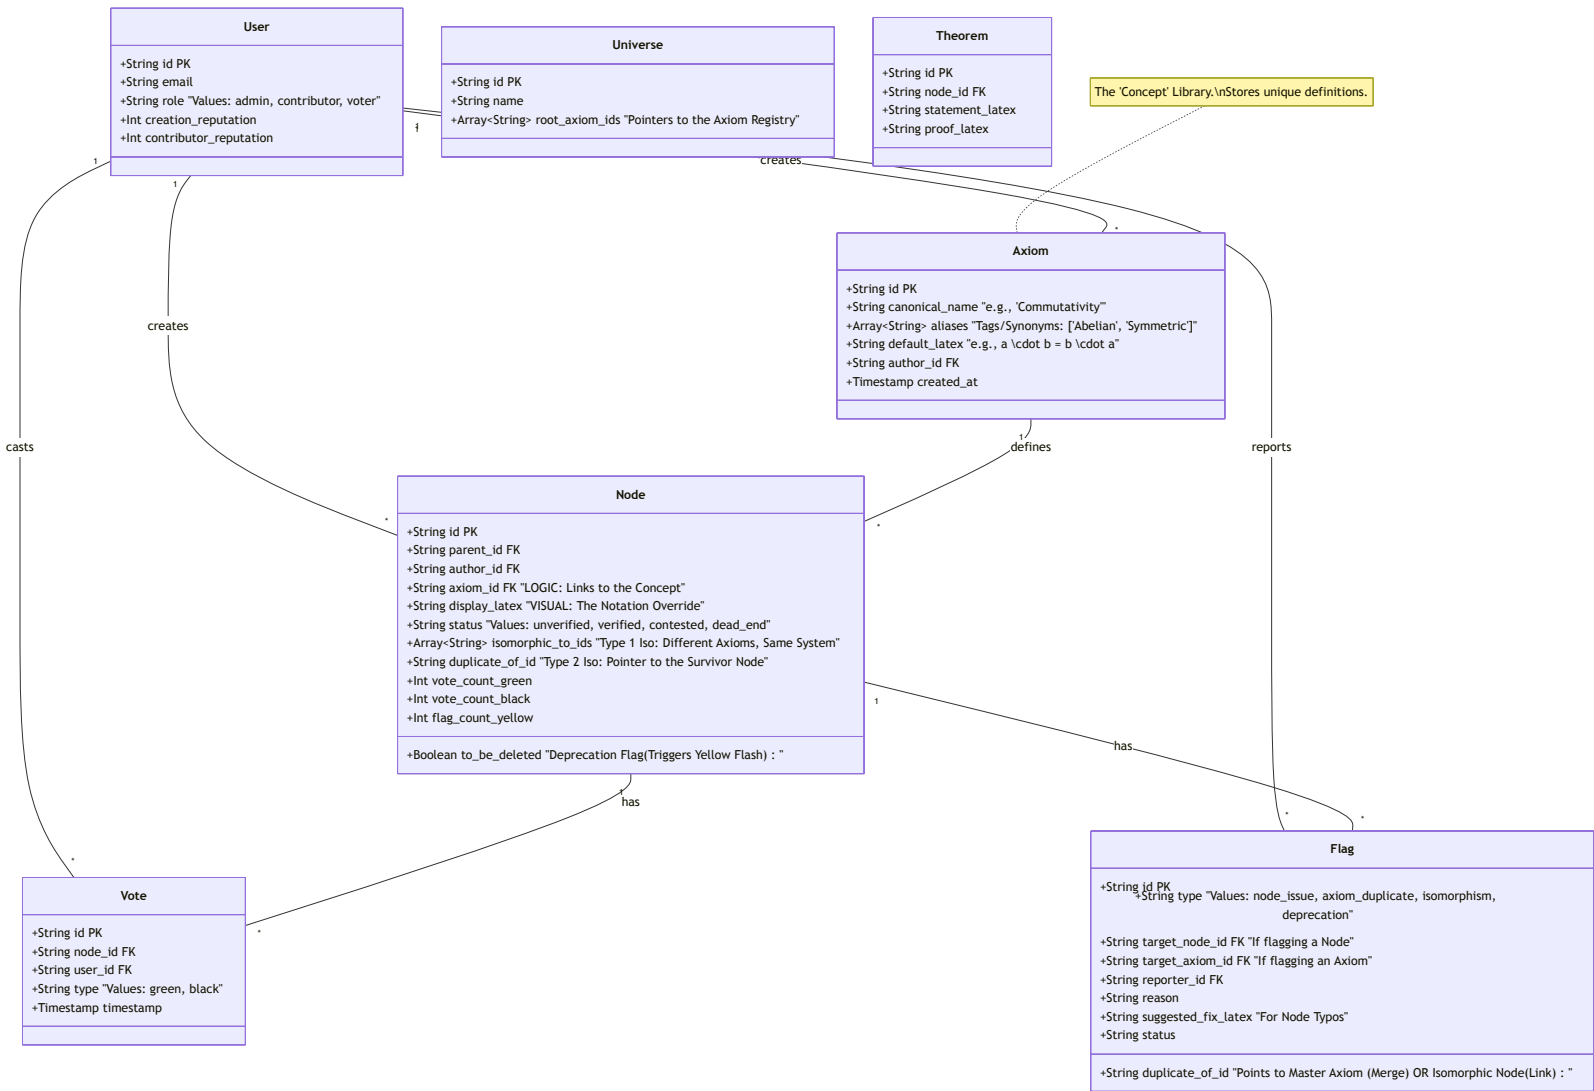 User
+String id PK
+String email
+String role "Values: admin, contributor, voter"
+Int creation_reputation
+Int contributor_reputation
Universe
+String id PK
+String name
+Array<String> root_axiom_ids "Pointers to the Axiom Registry"
Theorem
+String id PK
+String node_id FK
+String statement_latex
+String proof_latex
The 'Concept' Library.\nStores unique definitions.
1
1
1
creates
*
Axiom
+String id PK
+String canonical_name "e.g., 'Commutativity'"
+Array<String> aliases "Tags/Synonyms: ['Abelian', 'Symmetric']"
+String default_latex "e.g., a \cdot b = b \cdot a"
+String author_id FK
+Timestamp created_at
creates
casts
1
defines
reports
*
*
Node
+String id PK
+String parent_id FK
+String author_id FK
+String axiom_id FK "LOGIC: Links to the Concept"
+String display_latex "VISUAL: The Notation Override"
+String status "Values: unverified, verified, contested, dead_end"
+Array<String> isomorphic_to_ids "Type 1 Iso: Different Axioms, Same System"
+String duplicate_of_id "Type 2 Iso: Pointer to the Survivor Node"
+Int vote_count_green
+Int vote_count_black
+Int flag_count_yellow
+Boolean to_be_deleted "Deprecation Flag(Triggers Yellow Flash) : "
1
has
1
has
*
*
*
*
Vote
+String id PK
+String node_id FK
+String user_id FK
+String type "Values: green, black"
+Timestamp timestamp
Flag
+String id PK
+String type "Values: node_issue, axiom_duplicate, isomorphism,
deprecation"
+String target_node_id FK "If flagging a Node"
+String target_axiom_id FK "If flagging an Axiom"
+String reporter_id FK
+String reason
+String suggested_fix_latex "For Node Typos"
+String status
+String duplicate_of_id "Points to Master Axiom (Merge) OR Isomorphic Node(Link) : "